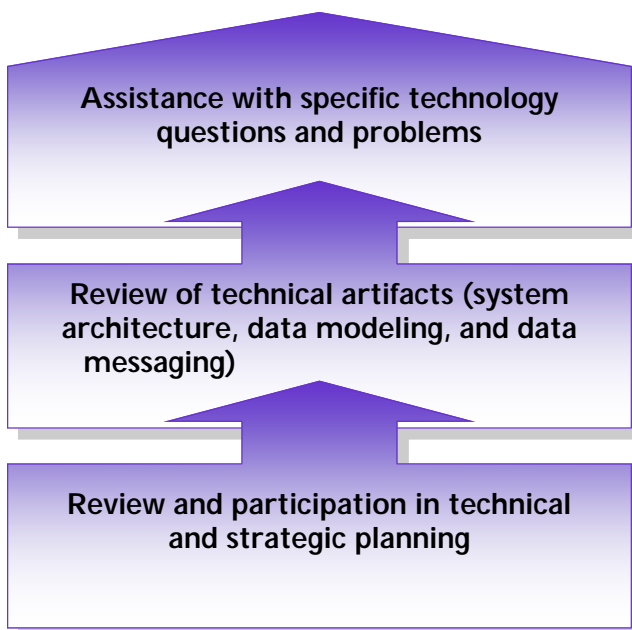 Assistance with specific technology
questions and problems
Review of technical artifacts (system
architecture, data modeling, and data
messaging)
Review and participation in technical
and strategic planning